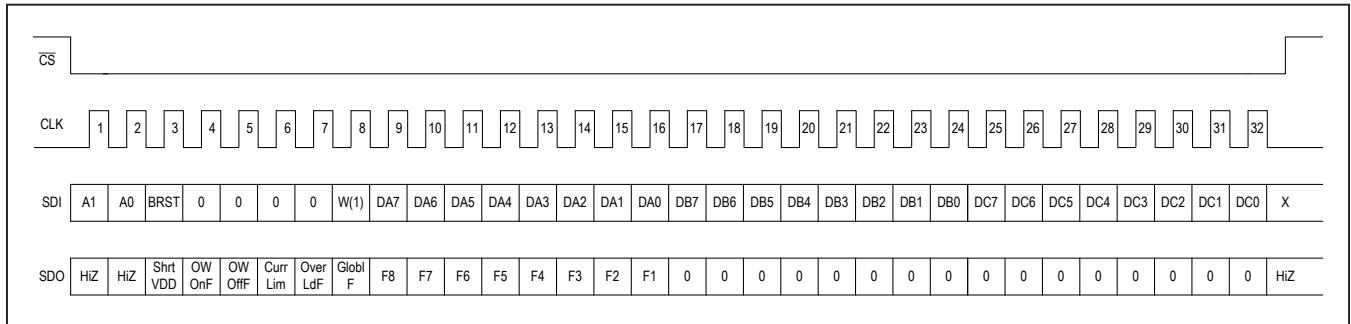 CS
CLK 1 2 3 4 5 6 7 8 9 10 11 12 13 14 15 16 17 18 19 20 21 22 23 24 25 26 27 28 29 30 31 32
SDI A1 A0 BRST 0 0 0 0 W(1) DA7 DA6 DA5 DA4 DA3 DA2 DA1 DA0 DB7 DB6 DB5 DB4 DB3 DB2 DB1 DB0 DC7 DC6 DC5 DC4 DC3 DC2 DC1 DC0 X
SDO HiZ HiZ Shrt VDD OW OnF OW OffF Curr Lim Over LdF Globl F F8 F7 F6 F5 F4 F3 F2 F1 0 0 0 0 0 0 0 0 0 0 0 0 0 0 0 0 HiZ